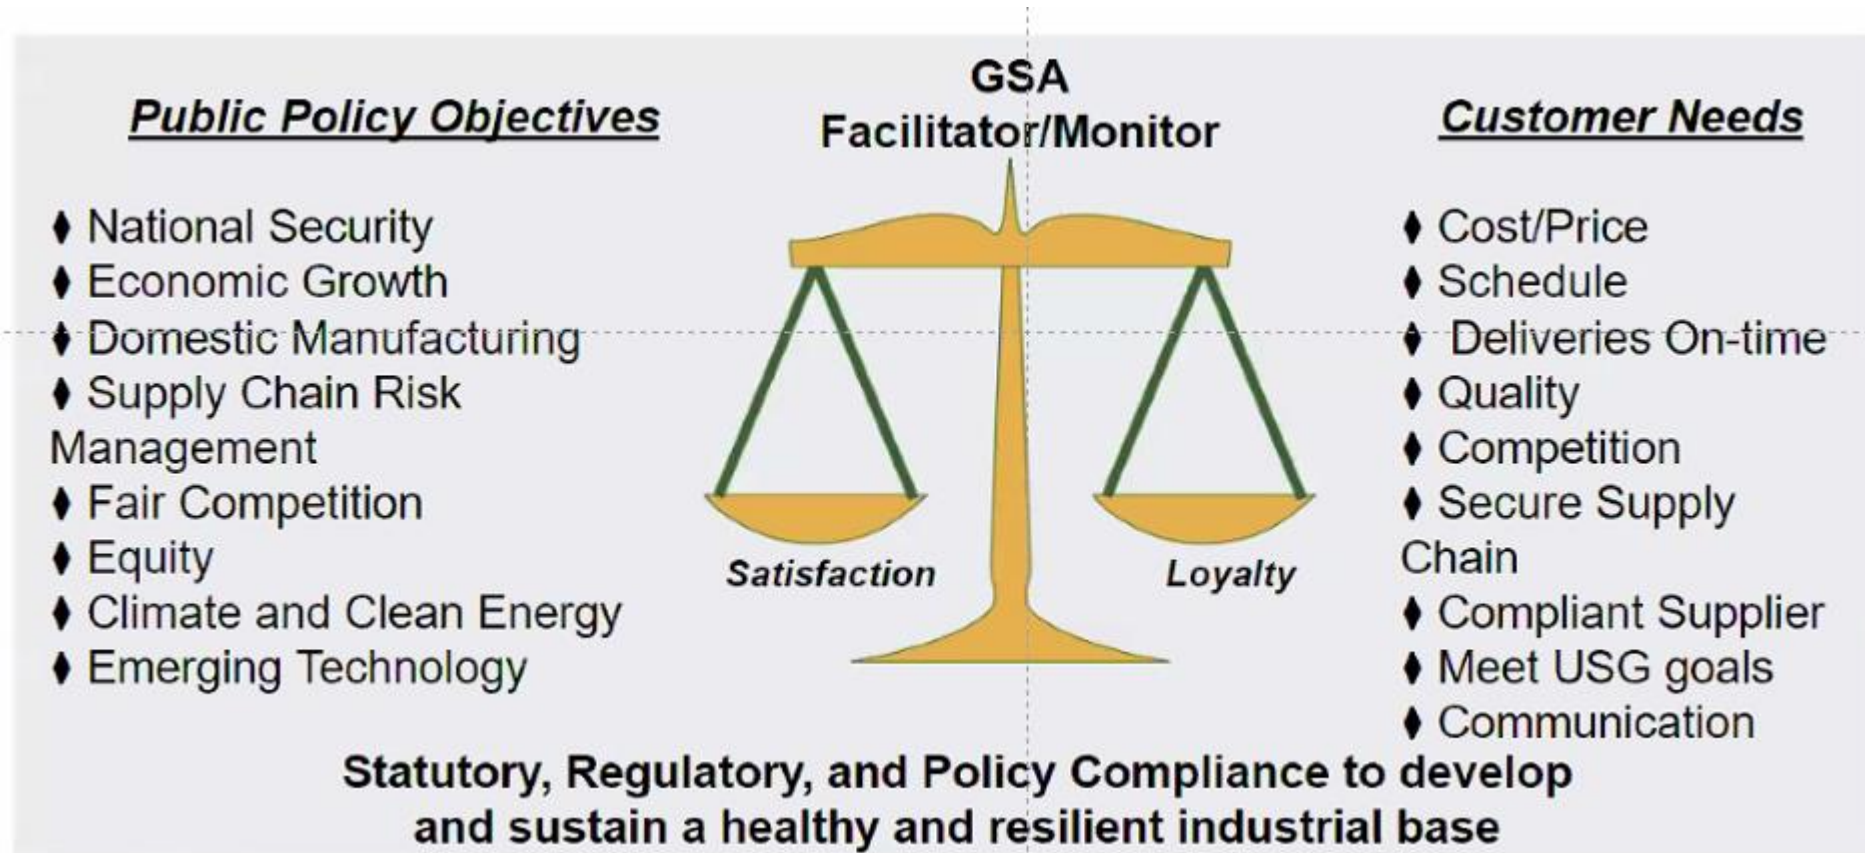 GSA
Facilitator/Monitor
Public Policy Objectives
♦ National Security
♦ Economic Growth
♦ Domestic Manufacturing
♦ Supply Chain Risk
Management
♦ Fair Competition
♦ Equity
♦ Climate and Clean Energy
♦ Emerging Technology
Satisfaction
Loyalty
Customer Needs
♦ Cost/Price
♦ Schedule
♦ Deliveries On-time
♦ Quality
♦ Competition
♦ Secure Supply
Chain
♦ Compliant Supplier
♦ Meet USG goals
♦ Communication
Statutory, Regulatory, and Policy Compliance to develop
and sustain a healthy and resilient industrial base